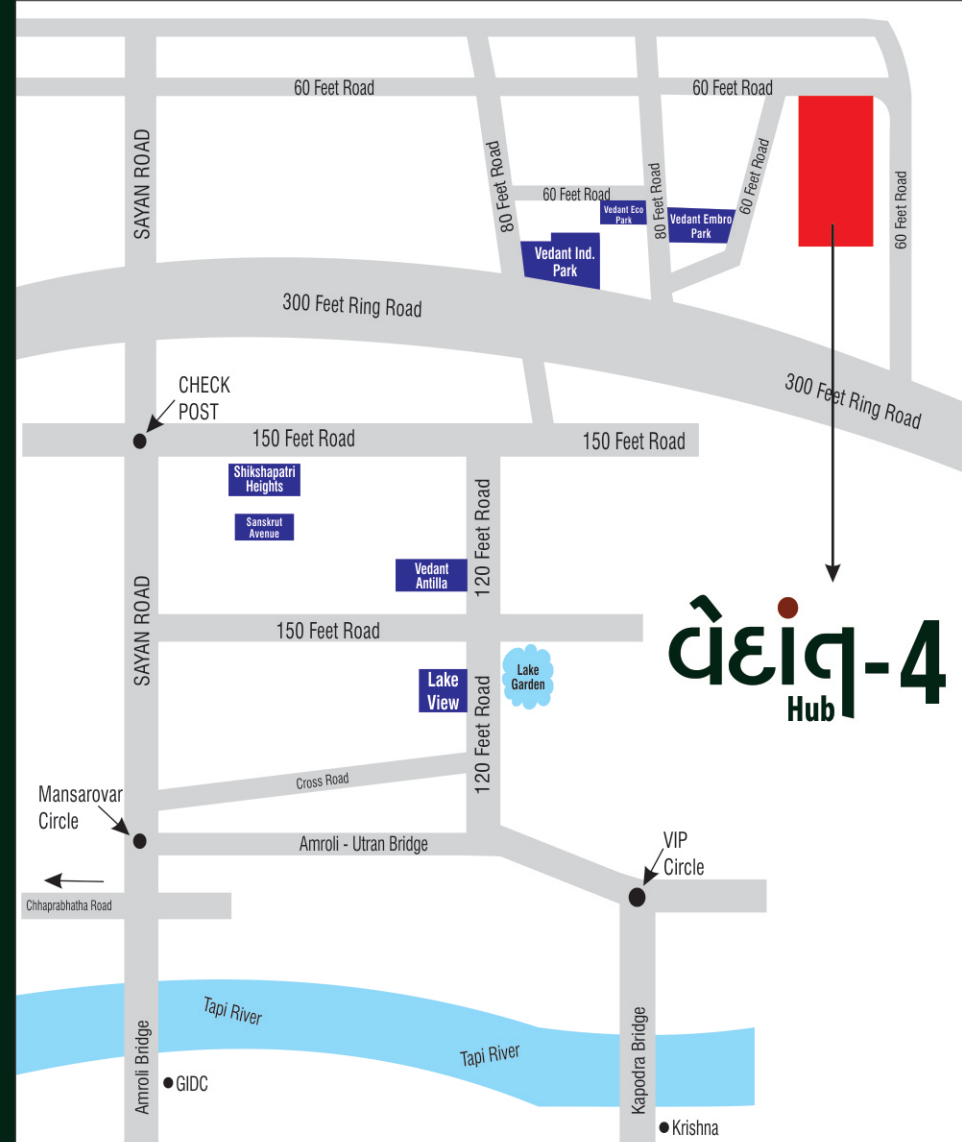 60 Feet Road
60 Feet Road
SAYAN ROAD
80 Feet Road
60 Feet Road
80 Feet Road
60 Feet Road
60 Feet Road
Vedant Eco
Park
Vedant Embro
Park
Vedant Ind.
Park
300 Feet Ring Road
300 Feet Ring Road
CHECK
POST
150 Feet Road
150 Feet Road
Shikshapatri
Heights
Sanskrut
Avenue
120 Feet Road
Vedant
Antilla
SAYAN ROAD
150 Feet Road
વેદાંત-4
Hub
Lake
View
Lake
Garden
120 Feet Road
Cross Road
Mansarovar
Circle
Amroli - Utran Bridge
VIP
Circle
Chhaprabhatha Road
Tapi River
Tapi River
Amroli Bridge
GIDC
Kapodra Bridge
Krishna